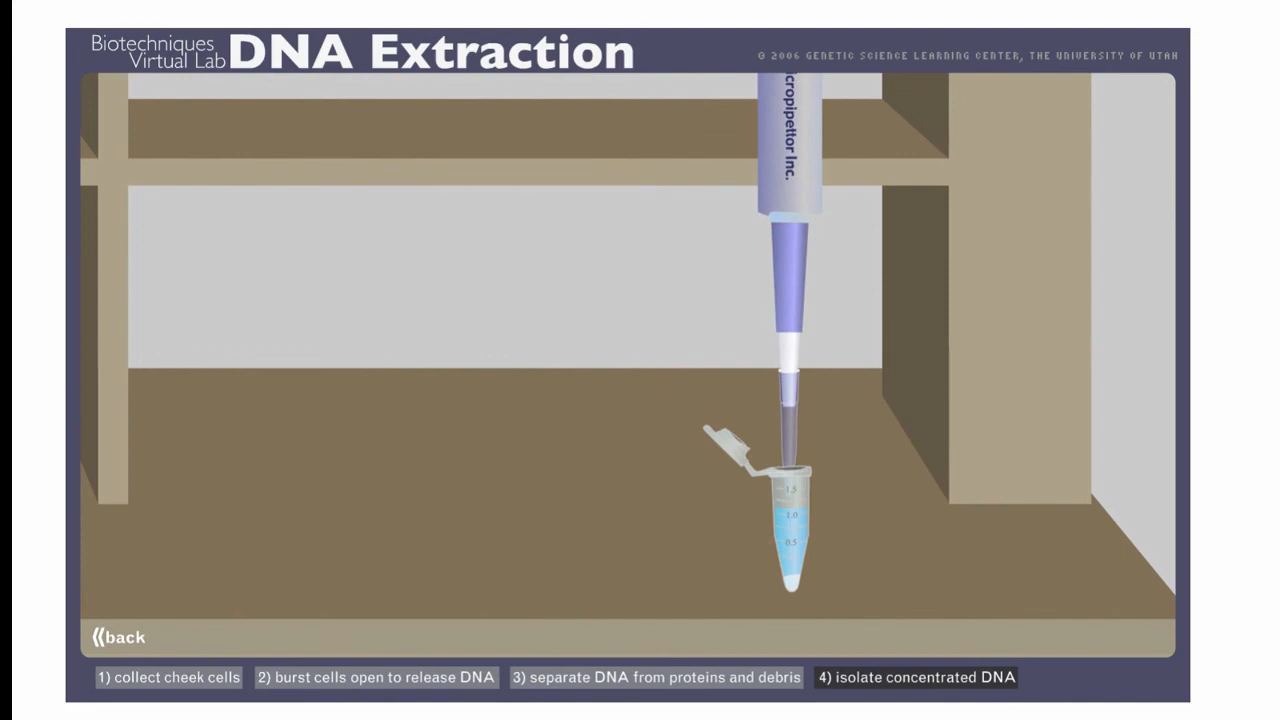 Biotechniques
Virtual Lab
DNA Extraction
© 2006 GENETIC SCIENCE LEARNING CENTER, THE UNIVERSITY OF UTAH
cropipettor Inc.
1.5
1.0
0.5
back
1) collect cheek cells
2) burst cells open to release DNA
3) separate DNA from proteins and debris
4) isolate concentrated DNA